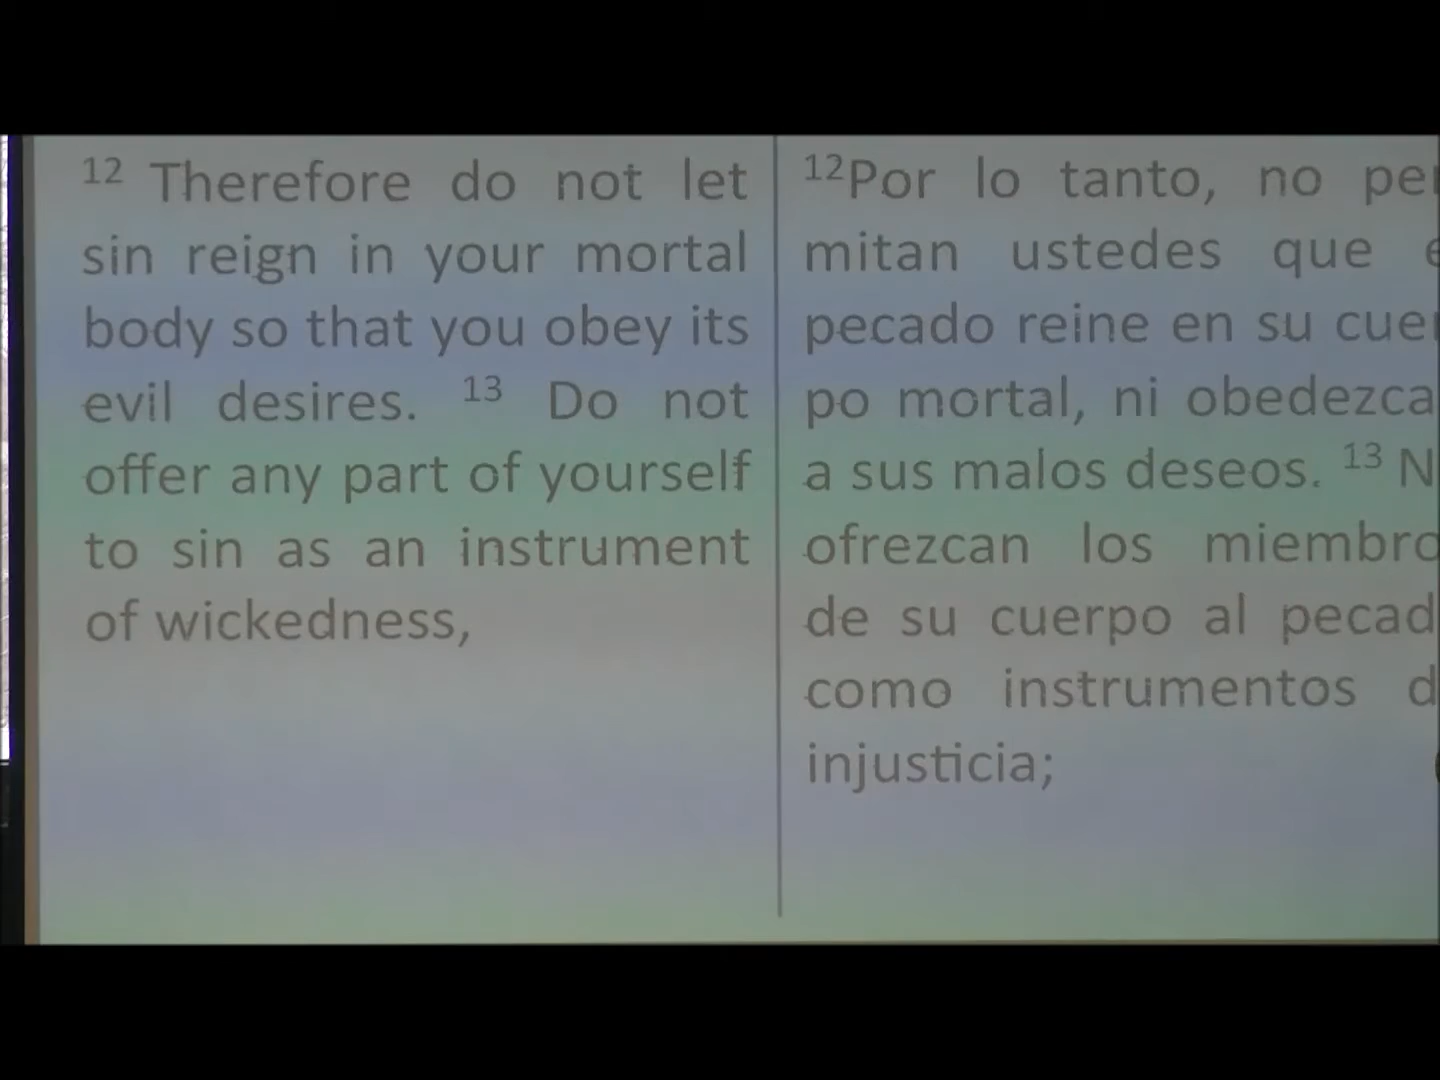 12 Therefore do not let
sin reign in your mortal
body so that you obey its
evil desires. 13 Do not
offer any part of yourself
to sin as an instrument
of wickedness,
12Por lo tanto, no per
mitan ustedes que
pecado reine en su cuer
po mortal, ni obedezca
a sus malos deseos. 13 N
ofrezcan los miembro
de su cuerpo al pecad
como instrumentos d
injusticia;